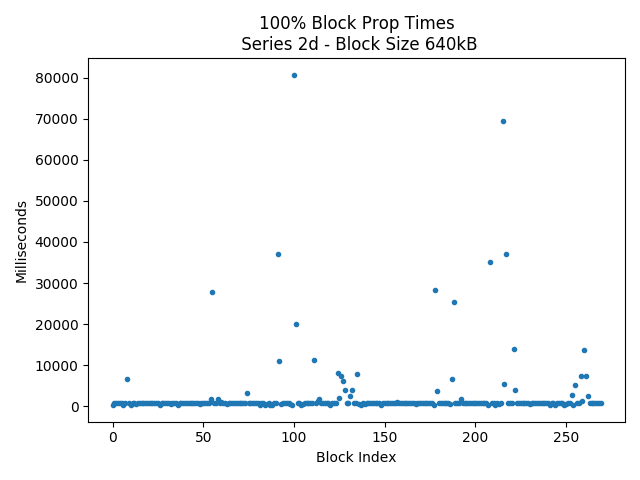 100% Block Prop Times
Series 2d - Block Size 640kB
80000
70000
60000
50000
40000
30000
20000
10000
0
Milliseconds
0 50 100 150 200 250
Block Index